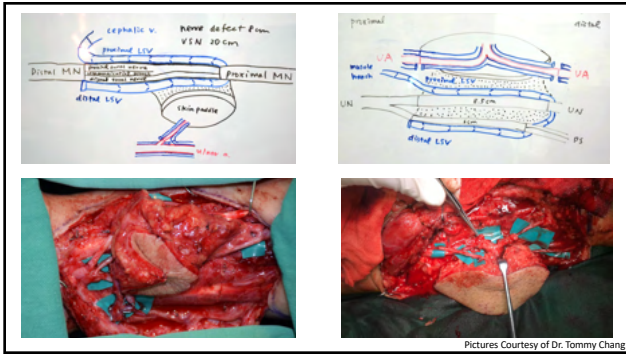 cephalic v.
nerve defect 8cm
VSN 20cm
proximal LSV
Distal MN
Proximal MN
distal LSV
skin paddle
ulnar a.
proximal
distal
UA
UA
muscle
branch
proximal LSV
UN
8.5cm
UN
distal LSV
Pictures Courtesy of Dr. Tommy Chang